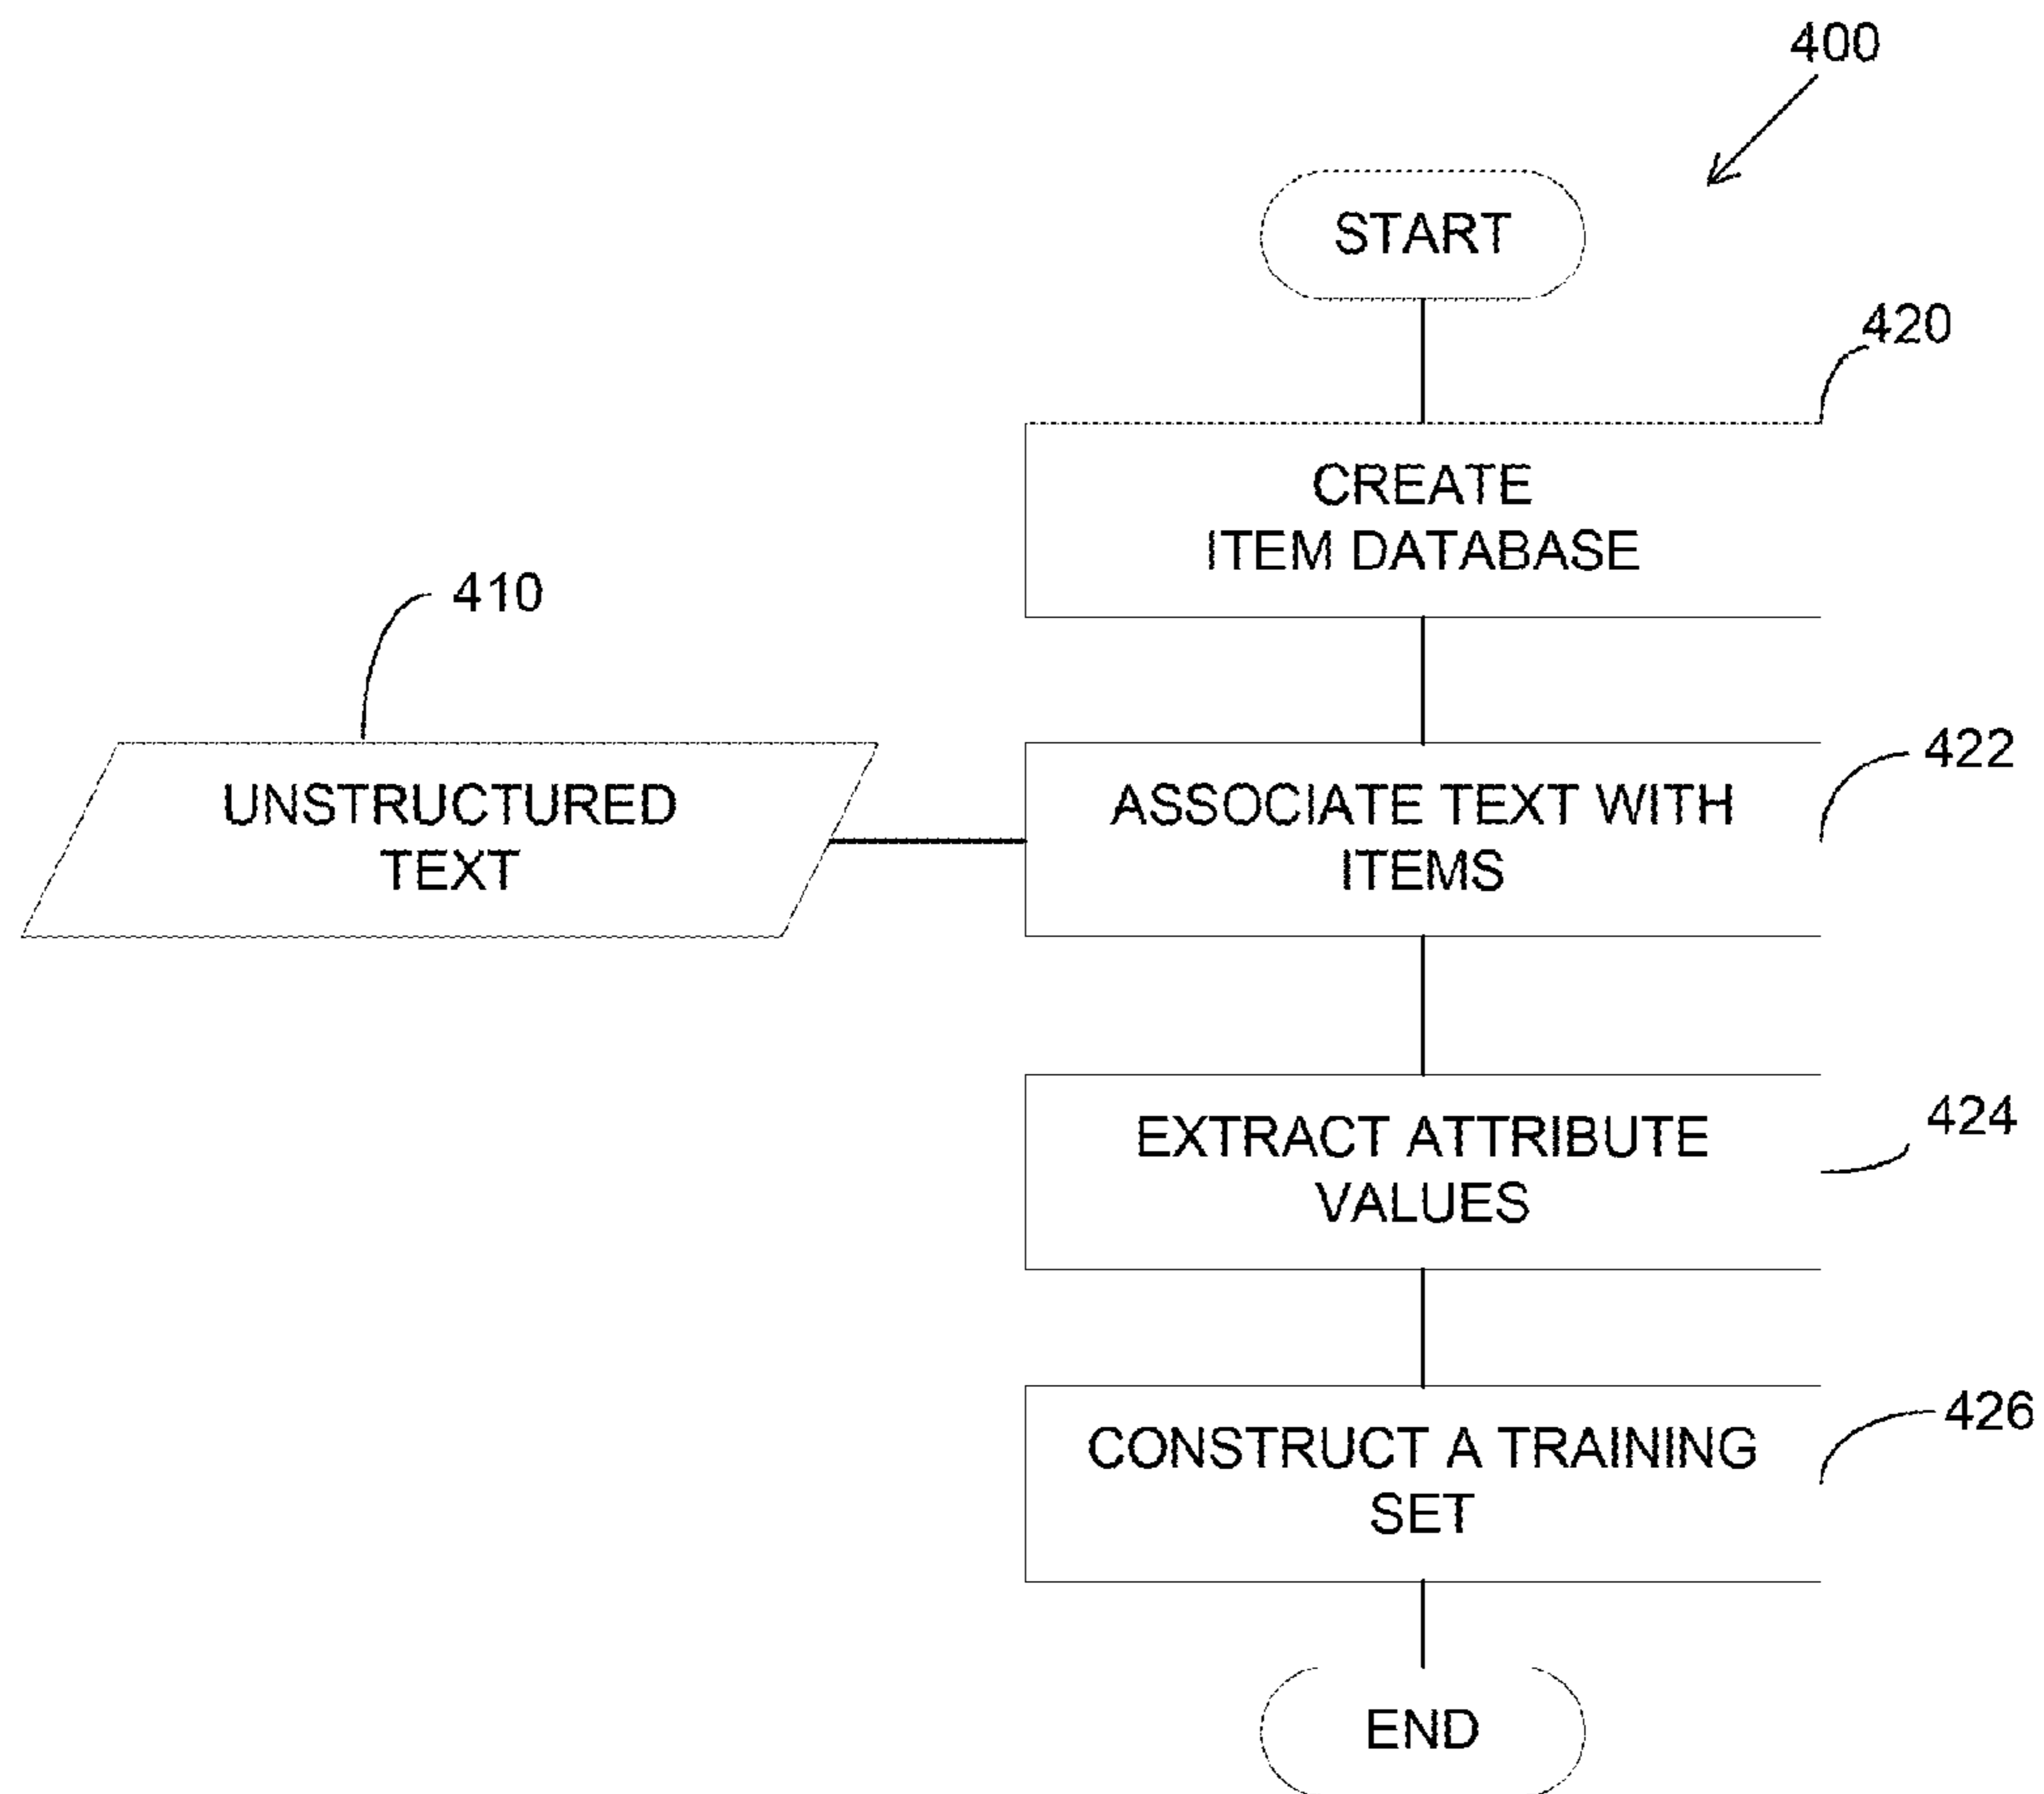 400
START
420
CREATE
ITEM DATABASE
410
422
UNSTRUCTURED
TEXT
ASSOCIATE TEXT WITH
ITEMS
424
EXTRACT ATTRIBUTE
VALUES
426
CONSTRUCT A TRAINING
SET
END